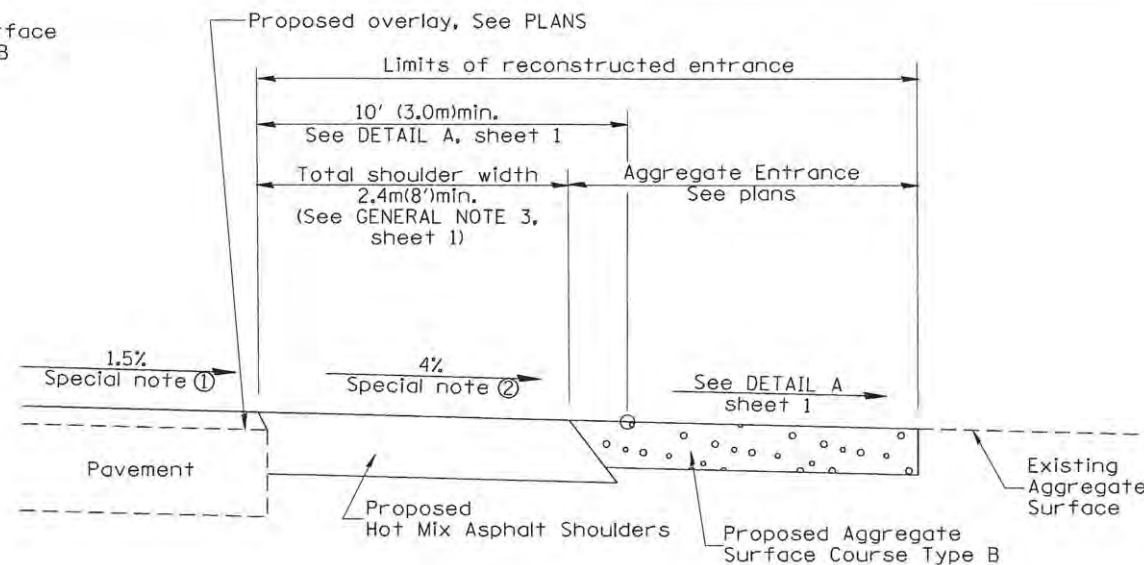 rface
B
Proposed overlay, See PLANS
Limits of reconstructed entrance
10' (3.0m)min.
See DETAIL A, sheet 1
Total shoulder width
2.4m(8')min.
(See GENERAL NOTE 3,
sheet 1)
Aggregate Entrance
See plans
1.5%
Special note ①
4%
Special note ②
See DETAIL A
sheet 1
Pavement
Proposed
Hot Mix Asphalt Shoulders
Proposed Aggregate
Surface Course Type B
Existing
Aggregate
Surface